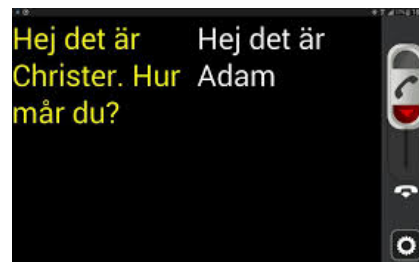 Hej det är
Christer. Hur
mår du?
Hej det är
Adam